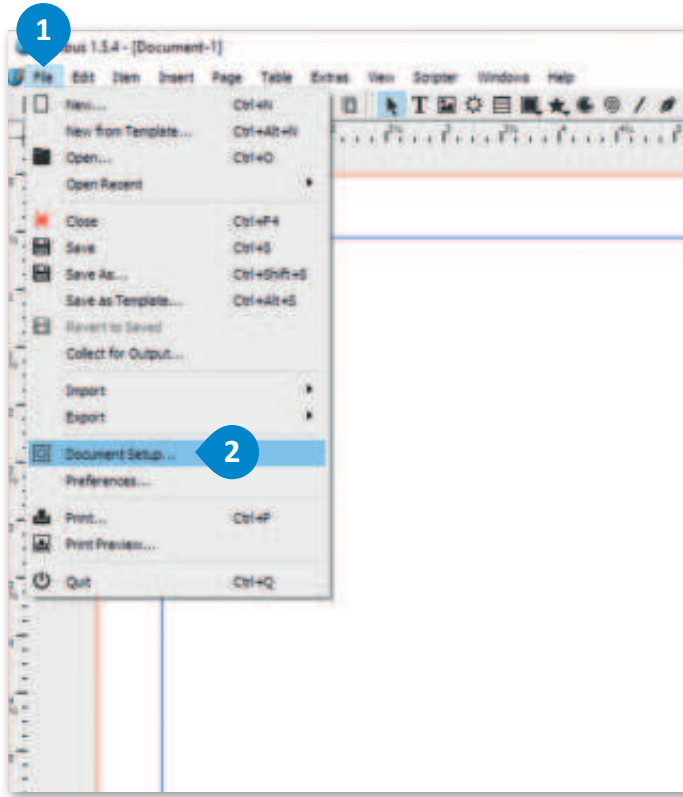 1
bus 1.5.4 - [Document-1]
File Edit Item Insert Page Table Extras View Scripter Windows Help
New... Ctrl+N
New from Template... Ctrl+Alt+N
Open... Ctrl+O
Open Recent
Close Ctrl+F4
Save Ctrl+S
Save As... Ctrl+Shift+S
Save as Template... Ctrl+Alt+S
Revert to Saved
Collect for Output...
Import
Export
Document Setup... 2
Preferences...
Print... Ctrl+P
Print Preview...
Quit Ctrl+Q